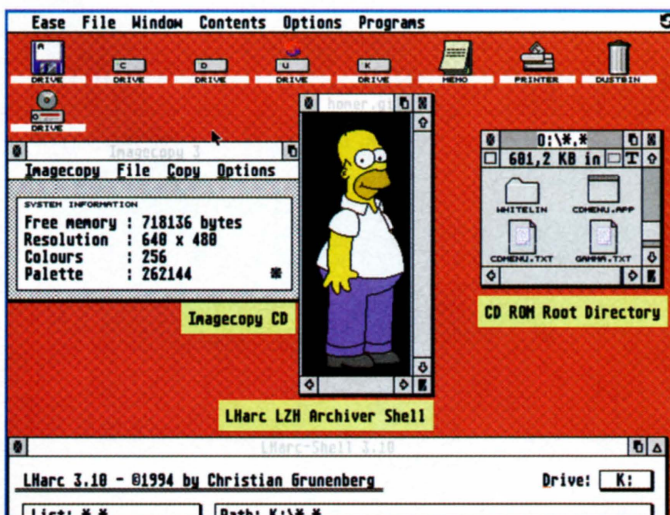 Ease File Window Contents Options Programs
A
C
D
U
K
DRIVE DRIVE DRIVE DRIVE DRIVE MEMO PRINTER DUSTBIN
DRIVE
homer.gi
Imagecopy 3
Imagecopy File Copy Options
SYSTEM INFORMATION
Free memory : 718136 bytes
Resolution : 640 x 480
Colours : 256
Palette : 262144
Imagecopy CD
O:\*.*
601,2 KB in
WHITELIN CDMENU.APP
CDMENU.TXT GAMMA.TXT
CD ROM Root Directory
LHarc LZH Archiver Shell
LHarc-Shell 3.10
LHarc 3.10 - ©1994 by Christian Grunenberg Drive: K:
List: *.* Path: K:\*.*